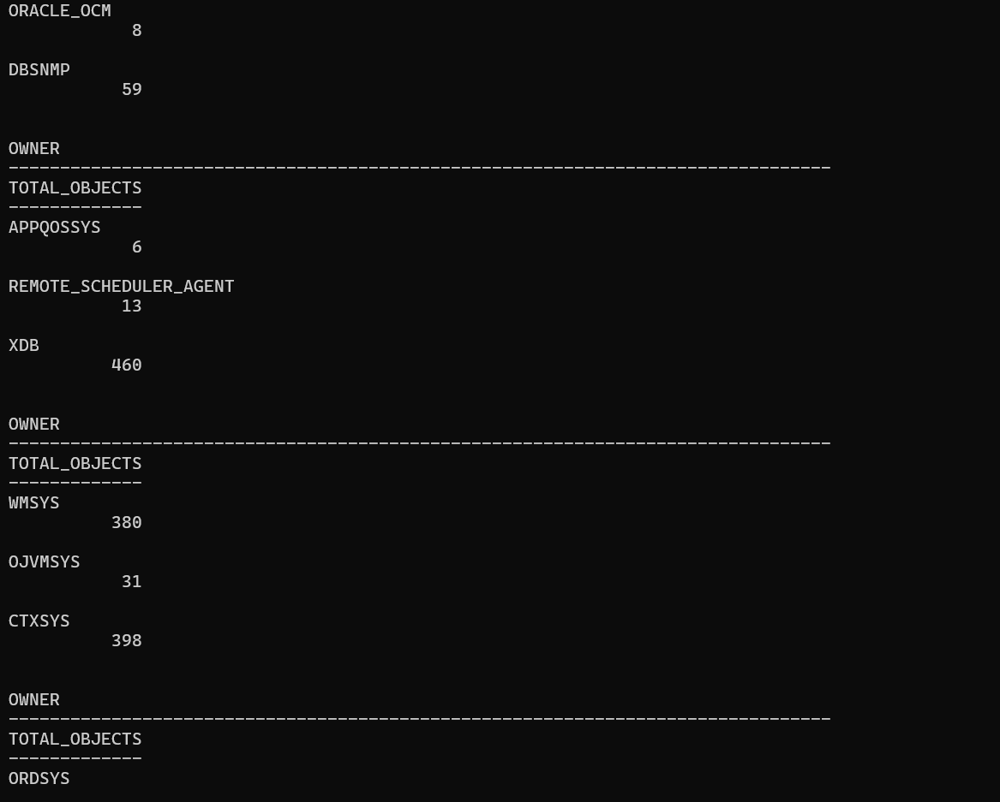 ORACLE_OCM
            8

DBSNMP
           59


OWNER
--------------------------------------------------------------------------------
TOTAL_OBJECTS
-------------
APPQOSSYS
            6

REMOTE_SCHEDULER_AGENT
           13

XDB
          460


OWNER
--------------------------------------------------------------------------------
TOTAL_OBJECTS
-------------
WMSYS
          380

OJVMSYS
           31

CTXSYS
          398


OWNER
--------------------------------------------------------------------------------
TOTAL_OBJECTS
-------------
ORDSYS